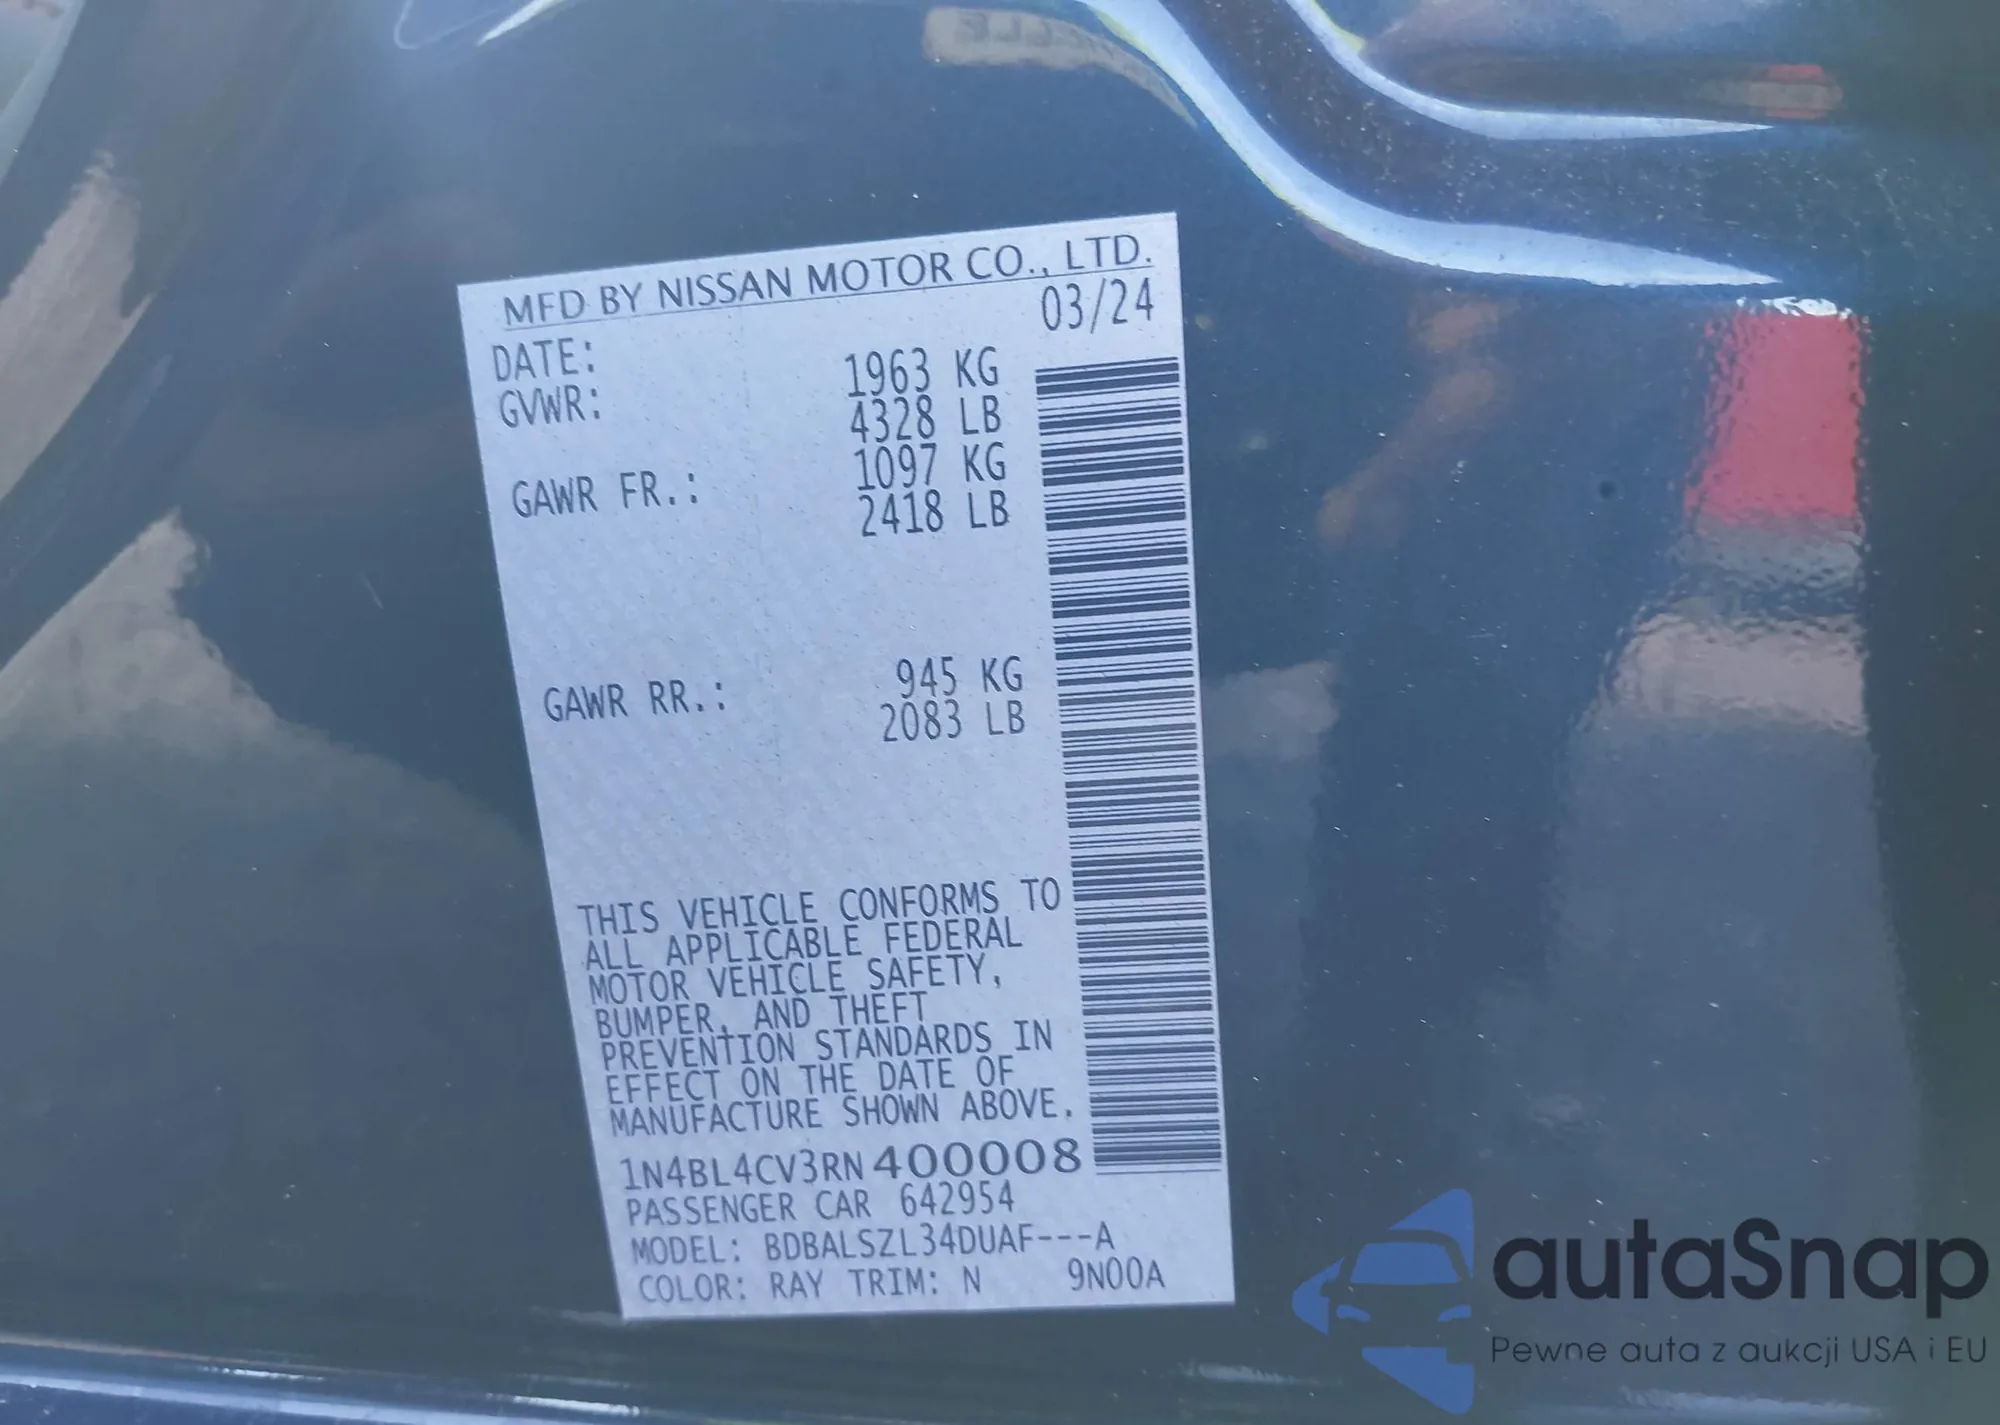 MFD BY NISSAN MOTOR CO., LTD.
DATE: 03/24
GVWR: 1963 KG
4328 LB
GAWR FR.: 1097 KG
2418 LB
GAWR RR.: 945 KG
2083 LB
THIS VEHICLE CONFORMS TO
ALL APPLICABLE FEDERAL
MOTOR VEHICLE SAFETY,
BUMPER, AND THEFT
PREVENTION STANDARDS IN
EFFECT ON THE DATE OF
MANUFACTURE SHOWN ABOVE.
1N4BL4CV3RN400008
PASSENGER CAR 642954
MODEL: BDBALSZL34DUAF---A
COLOR: RAY TRIM: N 9N00A
autaSnap
Pewne auta z aukcji USA i EU